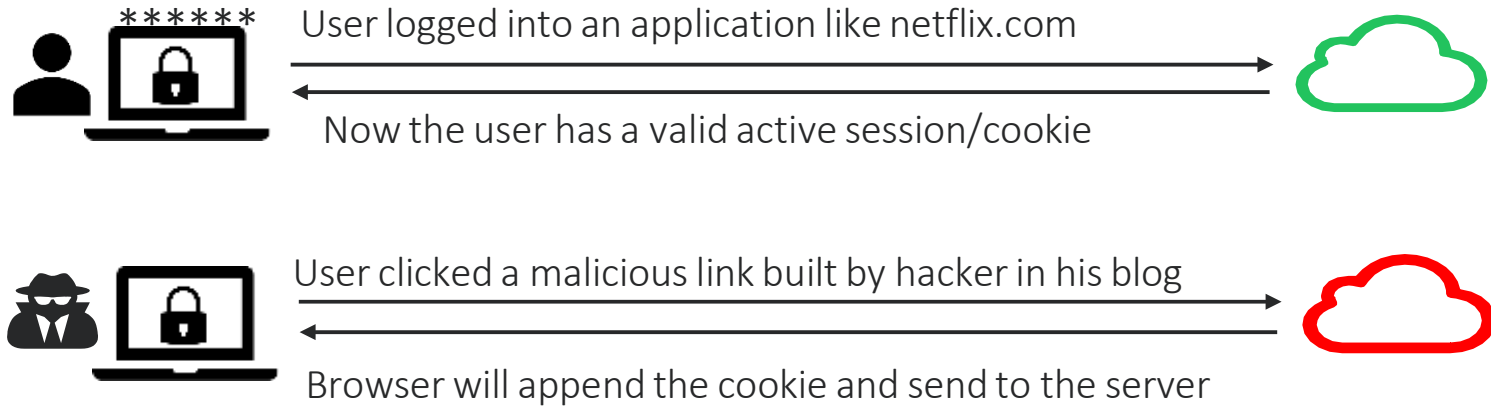 ******
User logged into an application like netflix.com
Now the user has a valid active session/cookie
User clicked a malicious link built by hacker in his blog
Browser will append the cookie and send to the server